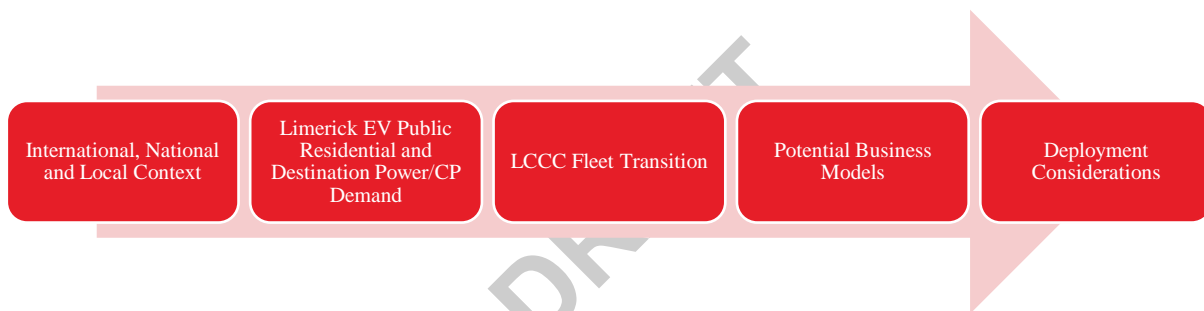 International, National
and Local Context
Limerick EV Public
Residential and
Destination Power/CP
Demand
LCCC Fleet Transition
Potential Business
Models
Deployment
Considerations
DRAFT